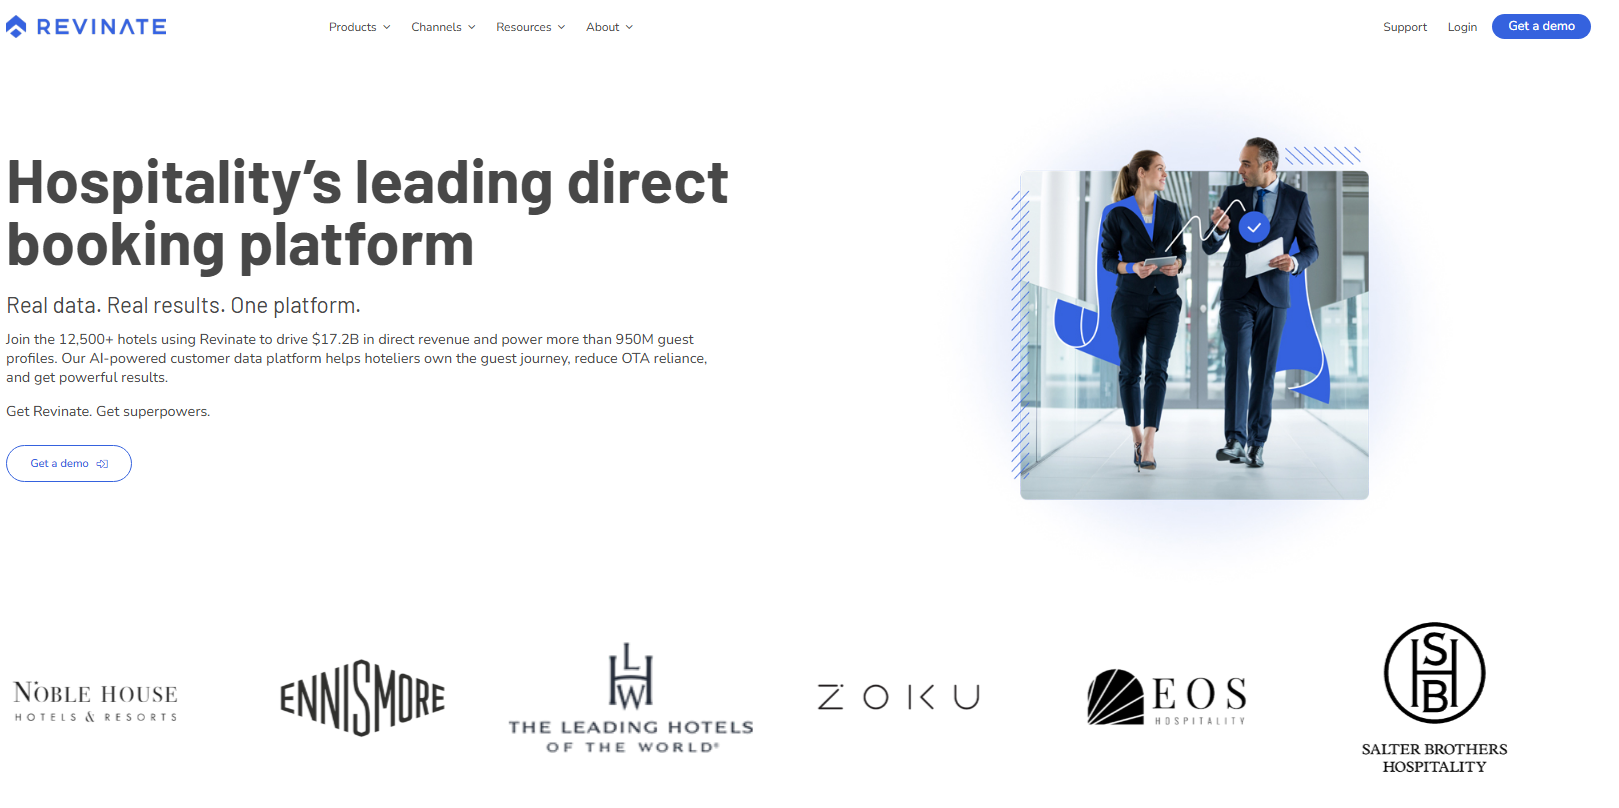 REVINATE
Products
Channels
Resources
About
Support
Login
Get a demo
Hospitality’s leading direct
booking platform
Real data. Real results. One platform.
Join the 12,500+ hotels using Revinate to drive $17.2B in direct revenue and power more than 950M guest
profiles. Our AI-powered customer data platform helps hoteliers own the guest journey, reduce OTA reliance,
and get powerful results.
Get Revinate. Get superpowers.
Get a demo
NOBLE HOUSE
HOTELS & RESORTS
ENNISMORE
LHW
THE LEADING HOTELS
OF THE WORLD®
ZOKU
EOS
HOSPITALITY
SHB
SALTER BROTHERS
HOSPITALITY